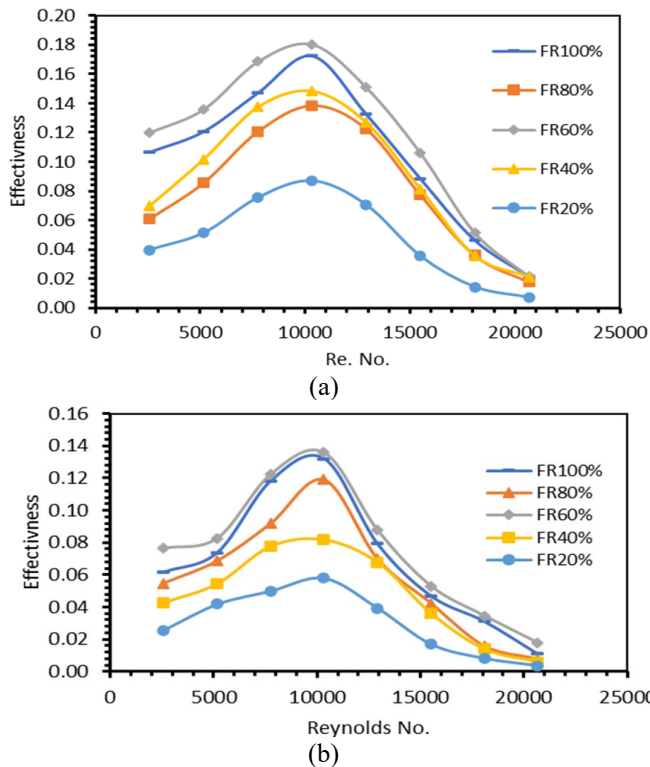 0.20
0.18
0.16
0.14
0.12
0.10
0.08
0.06
0.04
0.02
0.00
Effectivness
FR100%
FR80%
FR60%
FR40%
FR20%
0 5000 10000 15000 20000 25000
Re. No.
(a)
0.16
0.14
0.12
0.10
0.08
0.06
0.04
0.02
0.00
Effectivness
FR100%
FR80%
FR60%
FR40%
FR20%
0 5000 10000 15000 20000 2500
Reynolds No.
(b)